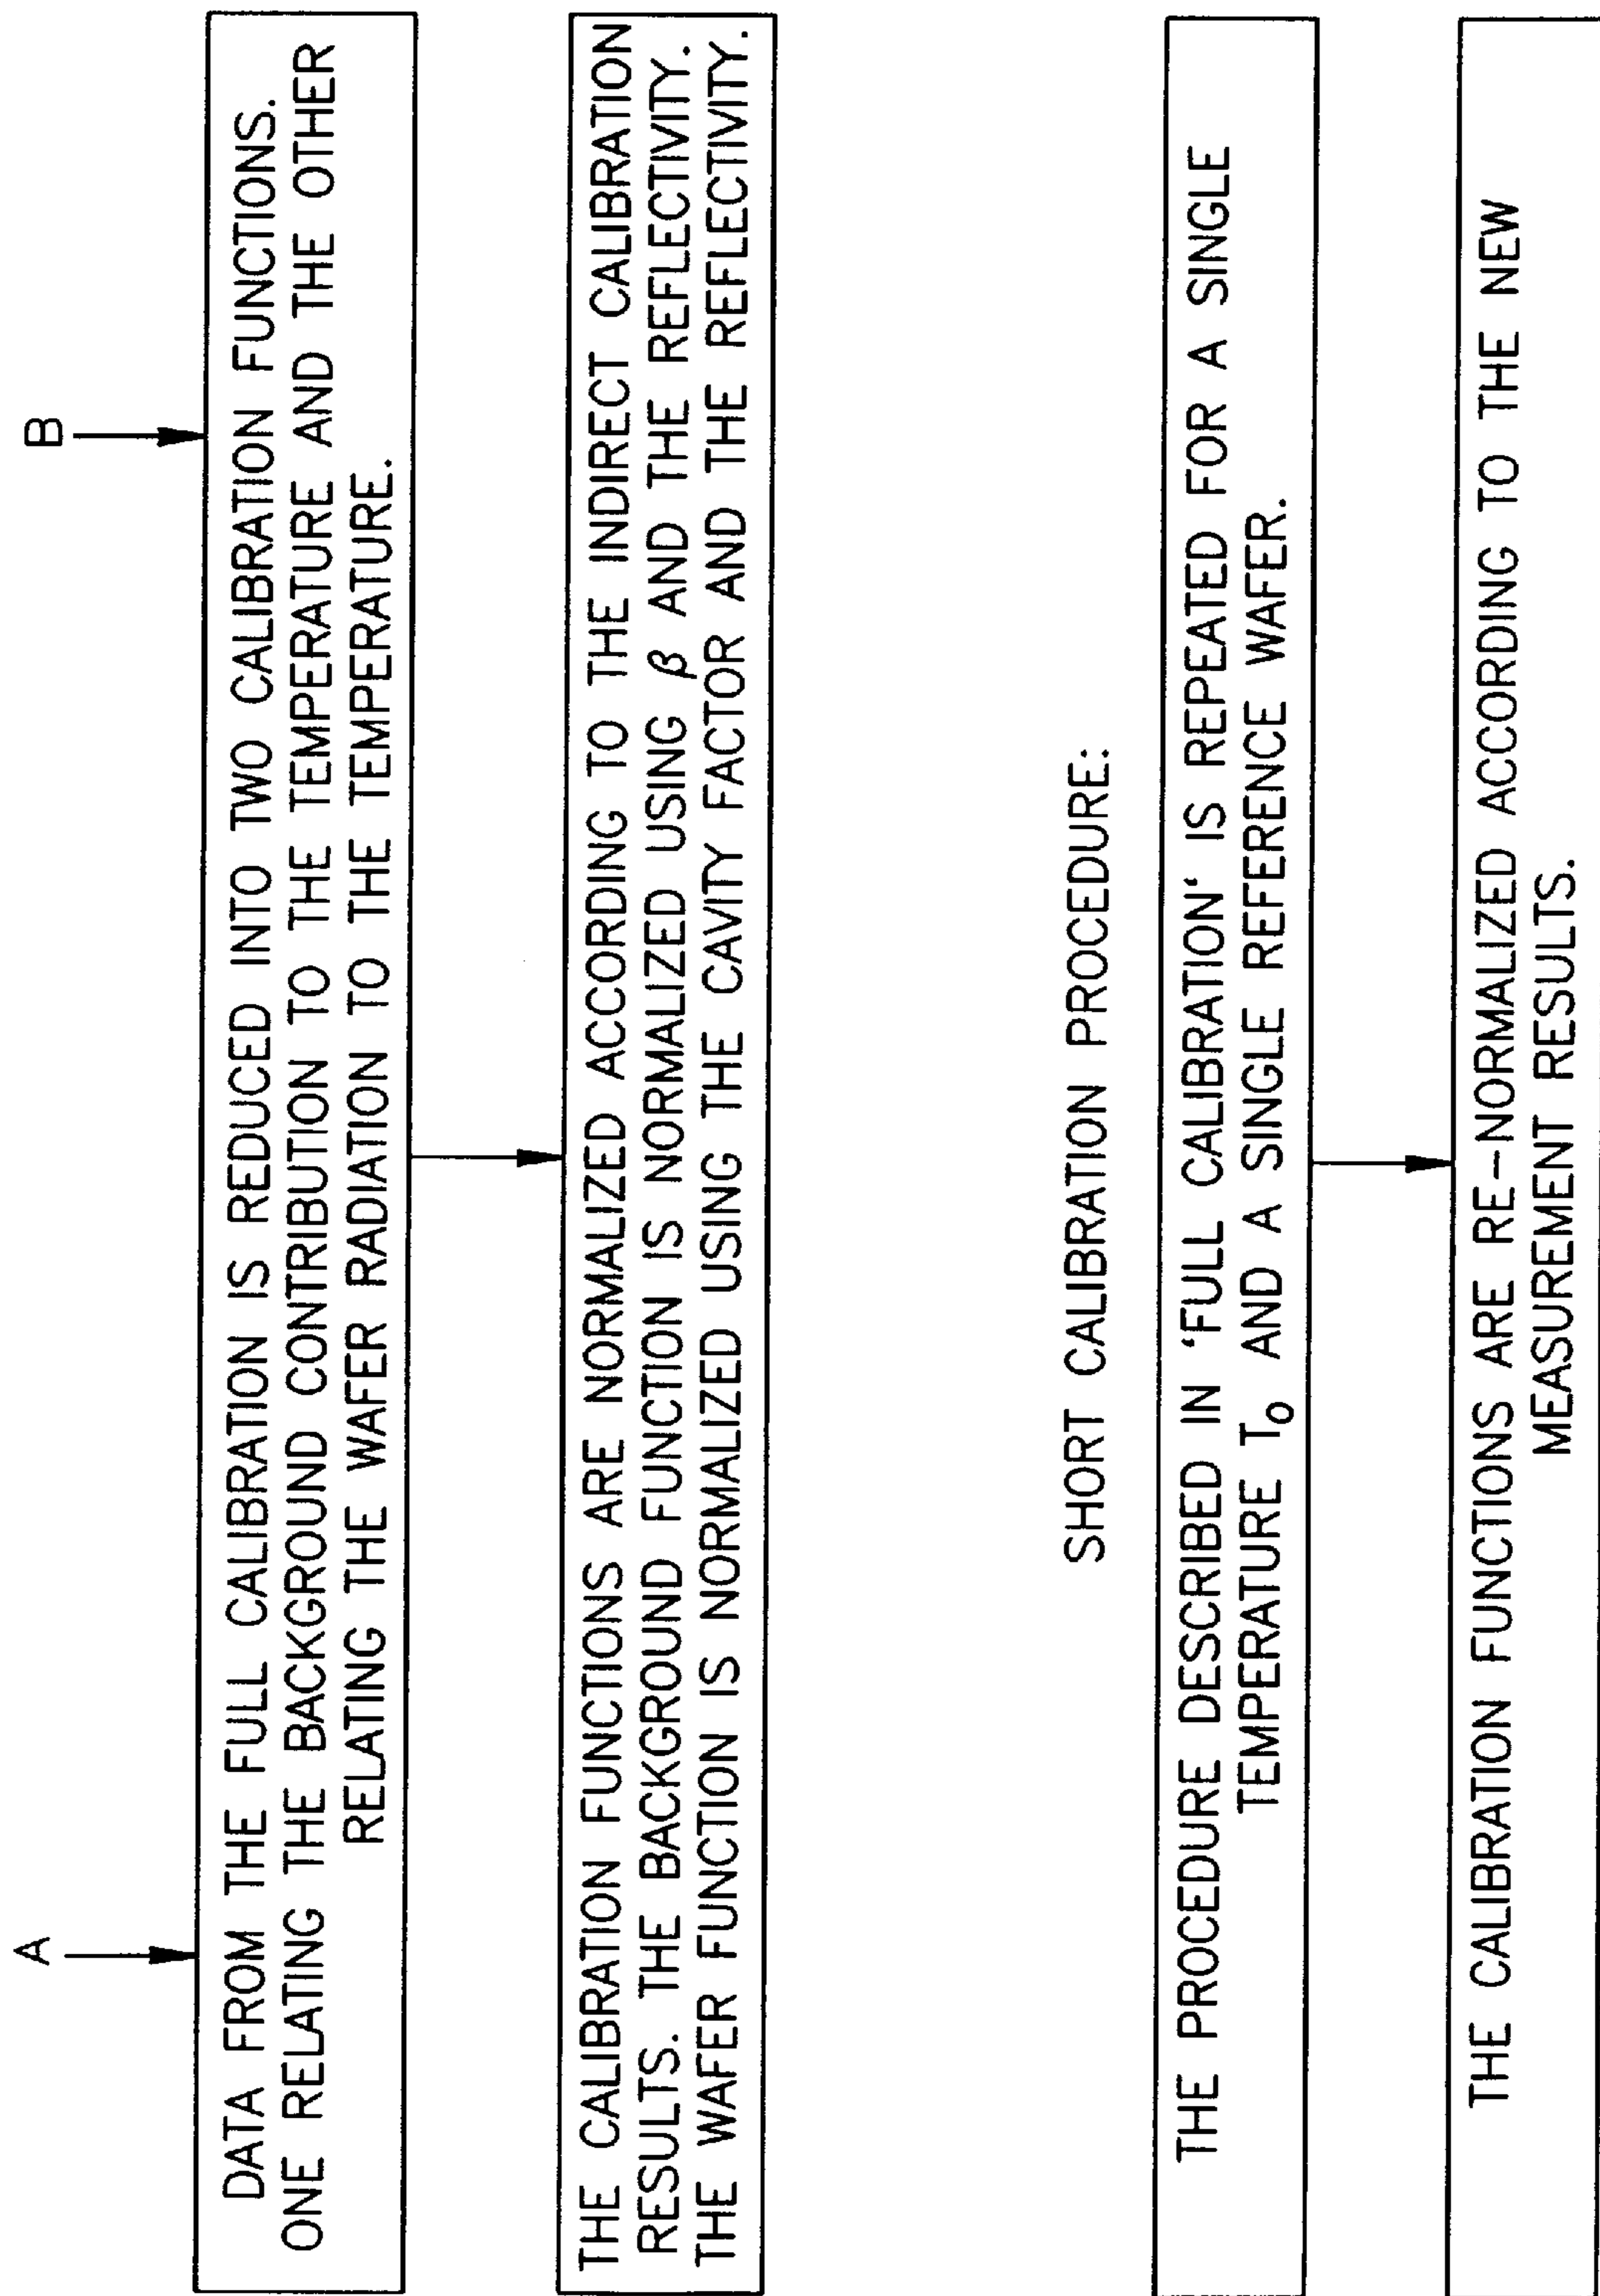 A
B
DATA FROM THE FULL CALIBRATION IS REDUCED INTO TWO CALIBRATION FUNCTIONS.
ONE RELATING THE BACKGROUND CONTRIBUTION TO THE TEMPERATURE AND THE OTHER
RELATING THE WAFER RADIATION TO THE TEMPERATURE.
THE CALIBRATION FUNCTIONS ARE NORMALIZED ACCORDING TO THE INDIRECT CALIBRATION
RESULTS. THE BACKGROUND FUNCTION IS NORMALIZED USING β AND THE REFLECTIVITY.
THE WAFER FUNCTION IS NORMALIZED USING THE CAVITY FACTOR AND THE REFLECTIVITY.
SHORT CALIBRATION PROCEDURE:
THE PROCEDURE DESCRIBED IN 'FULL CALIBRATION' IS REPEATED FOR A SINGLE
TEMPERATURE T₀ AND A SINGLE REFERENCE WAFER.
THE CALIBRATION FUNCTIONS ARE RE-NORMALIZED ACCORDING TO THE NEW
MEASUREMENT RESULTS.